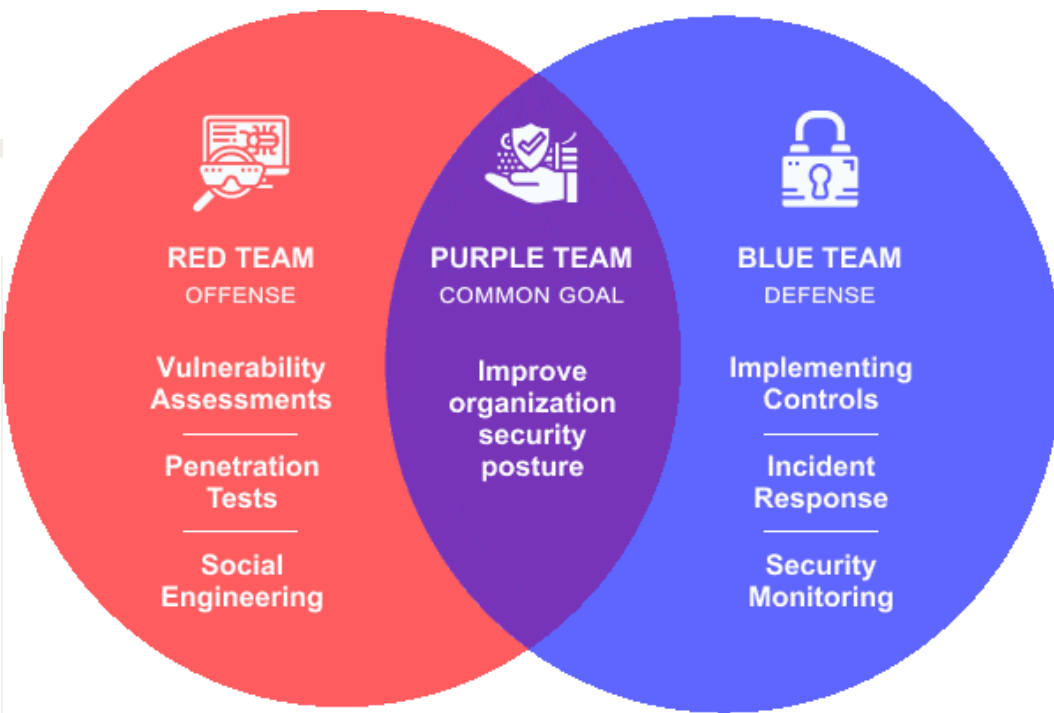 RED TEAM
OFFENSE
Vulnerability
Assessments
Penetration
Tests
Social
Engineering
PURPLE TEAM
COMMON GOAL
Improve
organization
security
posture
BLUE TEAM
DEFENSE
Implementing
Controls
Incident
Response
Security
Monitoring